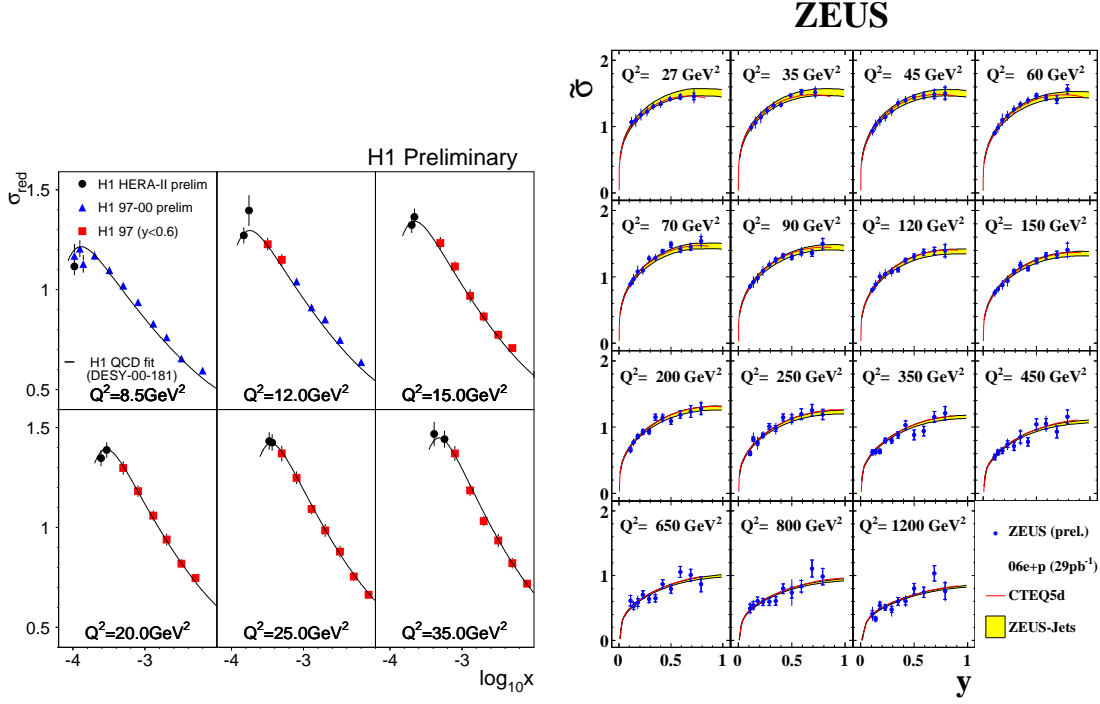 H1 Preliminary
σred
1.5
1
0.5
H1 HERA-II prelim
H1 97-00 prelim
H1 97 (y<0.6)
H1 QCD fit
(DESY-00-181)
Q²=8.5GeV²
Q²=12.0GeV²
Q²=15.0GeV²
1.5
1
0.5
Q²=20.0GeV²
Q²=25.0GeV²
Q²=35.0GeV²
-4 -3 -4 -3 -4 -3
log₁₀x
ZEUS
σ̃
2
1
0
Q²= 27 GeV²
Q²= 35 GeV²
Q²= 45 GeV²
Q²= 60 GeV²
2
1
0
Q²= 70 GeV²
Q²= 90 GeV²
Q²= 120 GeV²
Q²= 150 GeV²
2
1
0
Q²= 200 GeV²
Q²= 250 GeV²
Q²= 350 GeV²
Q²= 450 GeV²
2
1
0
Q²= 650 GeV²
Q²= 800 GeV²
Q²= 1200 GeV²
0 0.5 1 0 0.5 1 0 0.5 1
y
ZEUS (prel.)
06e+p (29pb⁻¹)
CTEQ5d
ZEUS-Jets